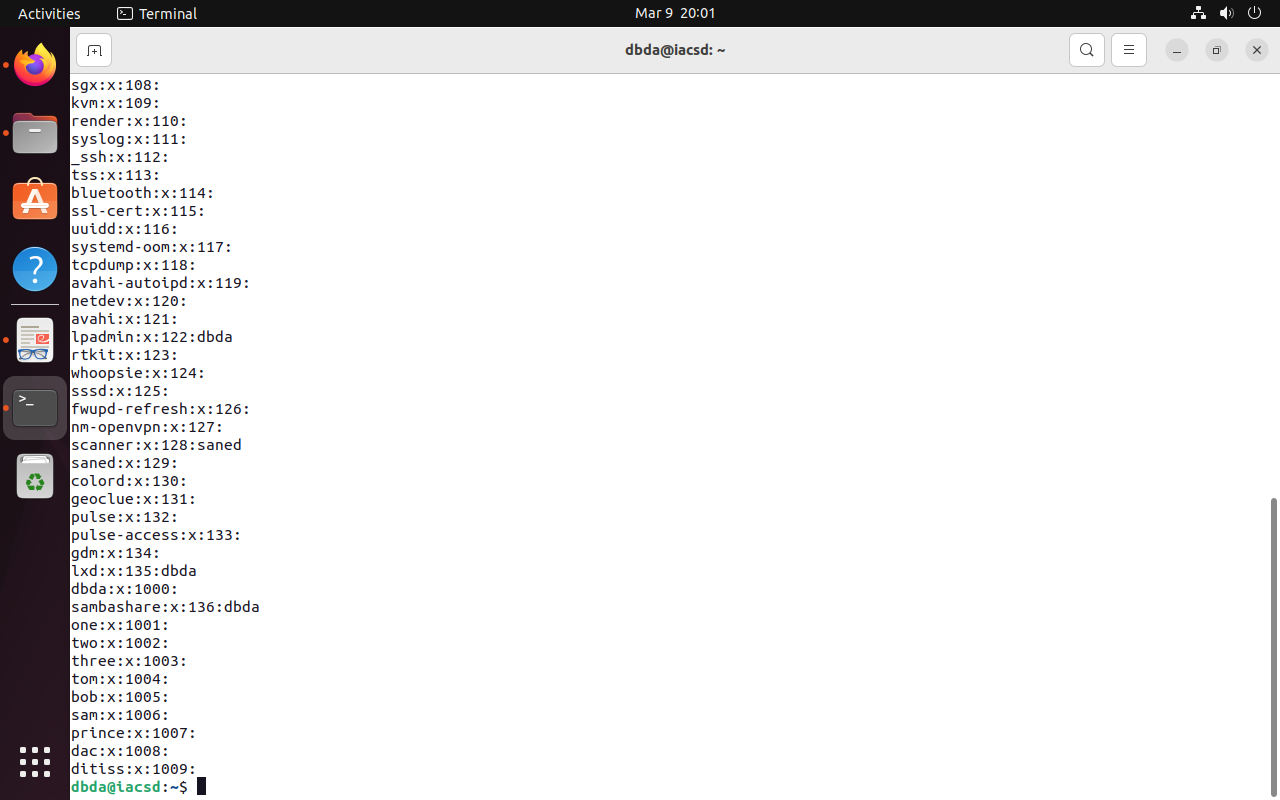 Activities
Terminal
Mar 9 20:01
dbda@iacsd: ~
sgx:x:108:
kvm:x:109:
render:x:110:
syslog:x:111:
_ssh:x:112:
tss:x:113:
bluetooth:x:114:
ssl-cert:x:115:
uuidd:x:116:
systemd-oom:x:117:
tcpdump:x:118:
avahi-autoipd:x:119:
netdev:x:120:
avahi:x:121:
lpadmin:x:122:dbda
rtkit:x:123:
whoopsie:x:124:
sssd:x:125:
fwupd-refresh:x:126:
nm-openvpn:x:127:
scanner:x:128:saned
saned:x:129:
colord:x:130:
geoclue:x:131:
pulse:x:132:
pulse-access:x:133:
gdm:x:134:
lxd:x:135:dbda
dbda:x:1000:
sambashare:x:136:dbda
one:x:1001:
two:x:1002:
three:x:1003:
tom:x:1004:
bob:x:1005:
sam:x:1006:
prince:x:1007:
dac:x:1008:
ditiss:x:1009:
dbda@iacsd:~$